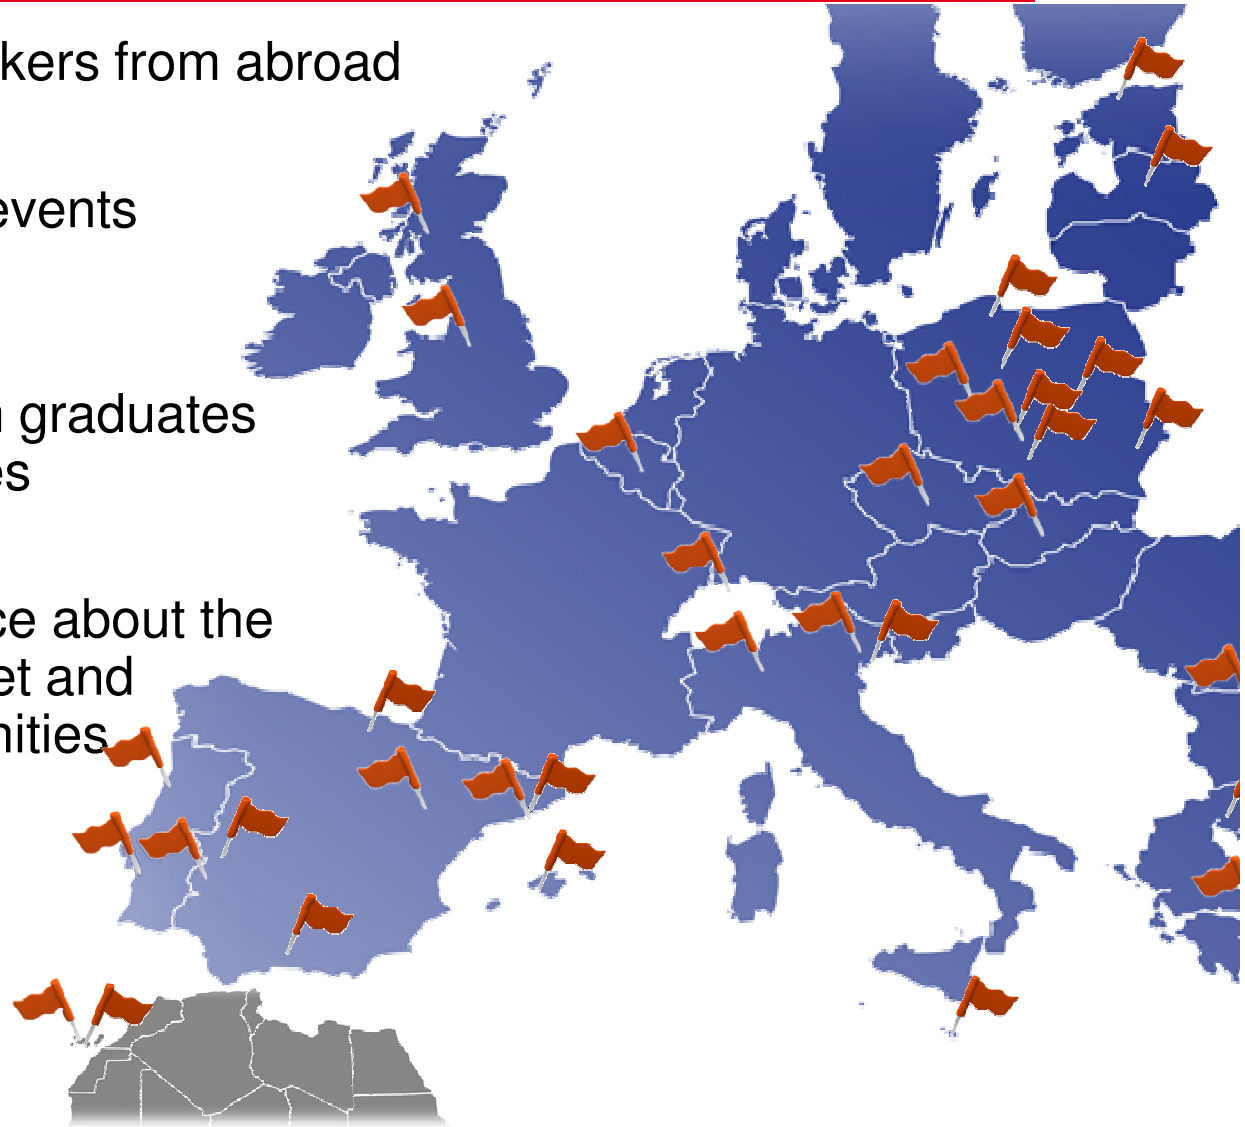 kers from abroad
events
n graduates
es
ce about the
et and
nities